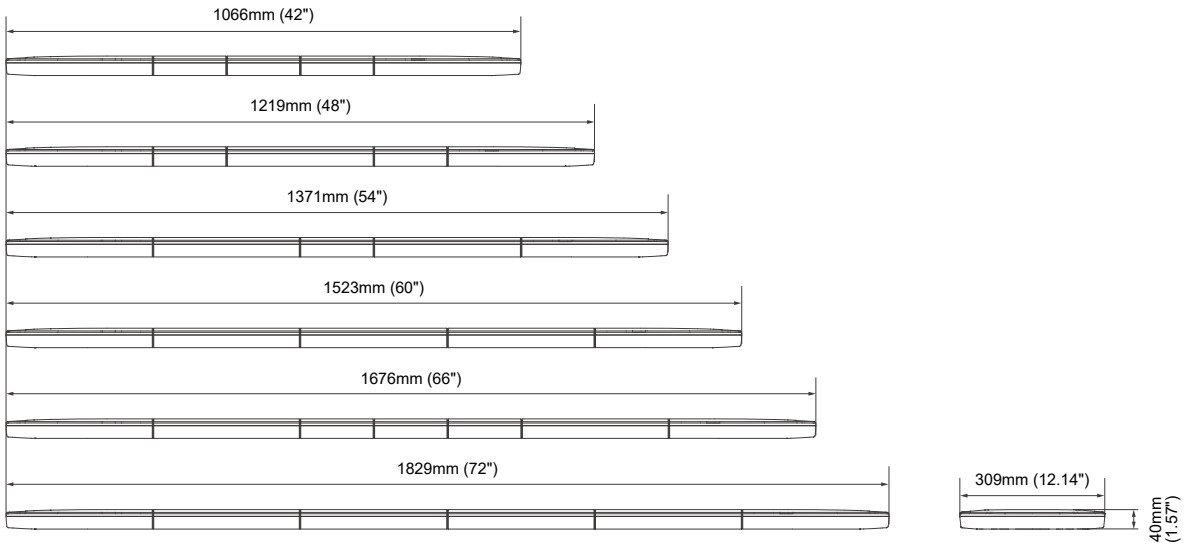 1066mm (42")
1219mm (48")
1371mm (54")
1523mm (60")
1676mm (66")
1829mm (72")
309mm (12.14")
40mm
(1.57")